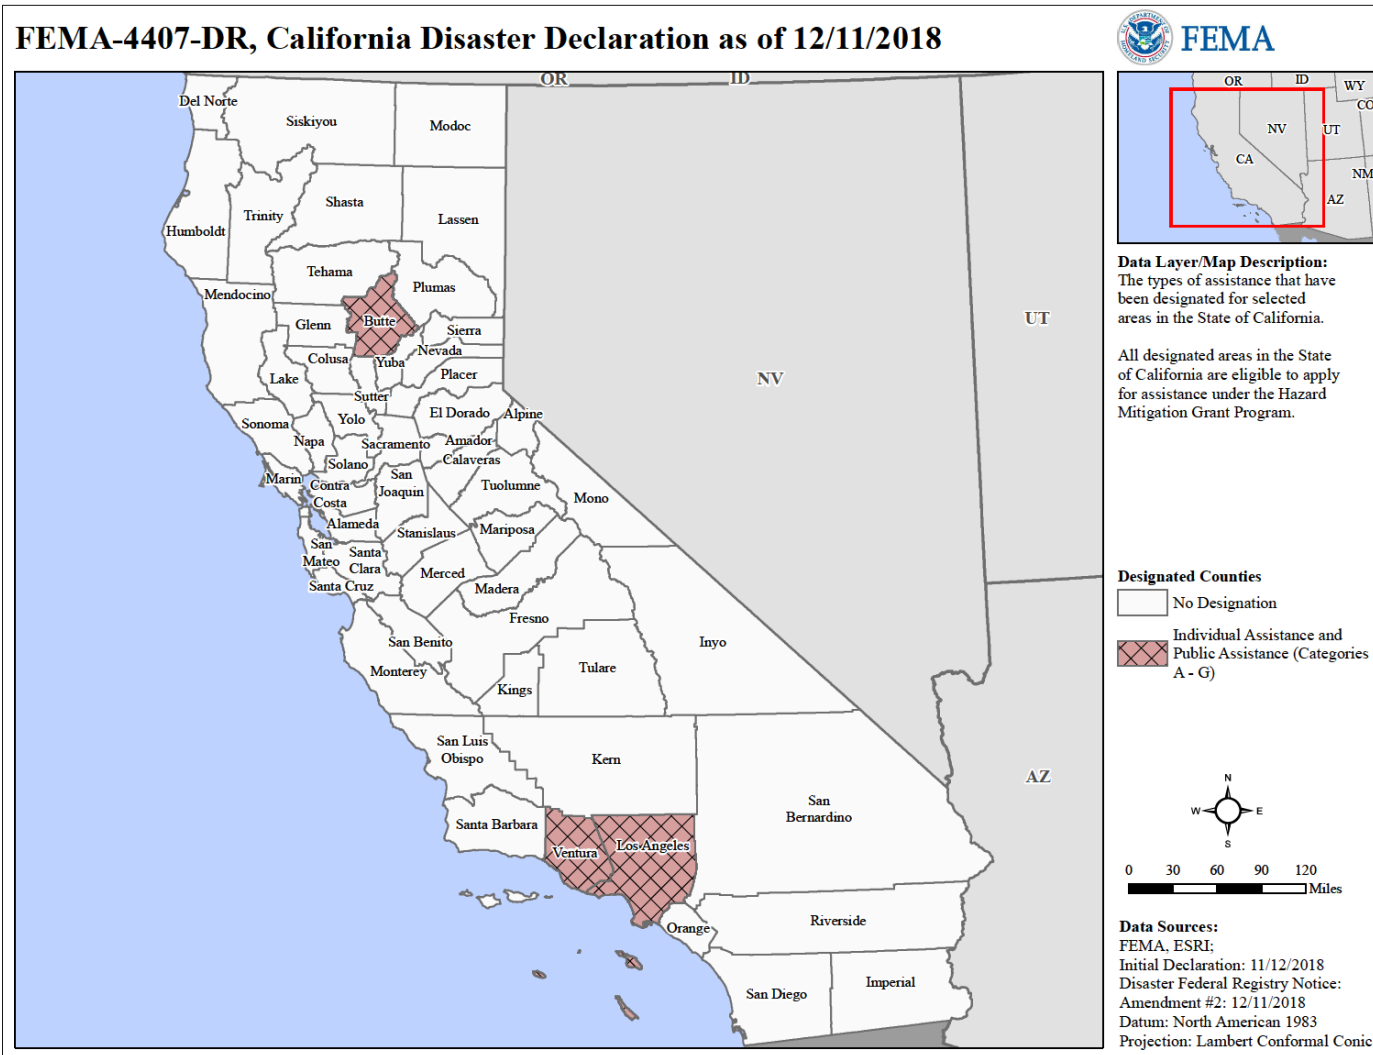 FEMA-4407-DR, California Disaster Declaration as of 12/11/2018
FEMA
OR
ID
Del Norte
Siskiyou
Modoc
Shasta
Trinity
Lassen
Humboldt
Tehama
Plumas
Mendocino
Butte
Glenn
Sierra
Nevada
Colusa
Yuba
Placer
Lake
Sutter
El Dorado
Alpine
Sonoma
Yolo
Napa
Sacramento
Amador
Calaveras
Solano
Marin
Contra
Costa
San
Joaquin
Tuolumne
Mono
Alameda
Stanislaus
Mariposa
San
Mateo
Santa
Clara
Merced
Santa Cruz
Madera
Fresno
San Benito
Inyo
Monterey
Tulare
Kings
San Luis
Obispo
Kern
San
Bernardino
Santa Barbara
Ventura
Los Angeles
Orange
Riverside
San Diego
Imperial
NV
UT
AZ
OR
ID
WY
CO
NV
UT
CA
NM
AZ
Data Layer/Map Description:
The types of assistance that have
been designated for selected
areas in the State of California.
All designated areas in the State
of California are eligible to apply
for assistance under the Hazard
Mitigation Grant Program.
Designated Counties
No Designation
Individual Assistance and
Public Assistance (Categories
A - G)
N
W
E
S
0 30 60 90 120
Miles
Data Sources:
FEMA, ESRI;
Initial Declaration: 11/12/2018
Disaster Federal Registry Notice:
Amendment #2: 12/11/2018
Datum: North American 1983
Projection: Lambert Conformal Conic